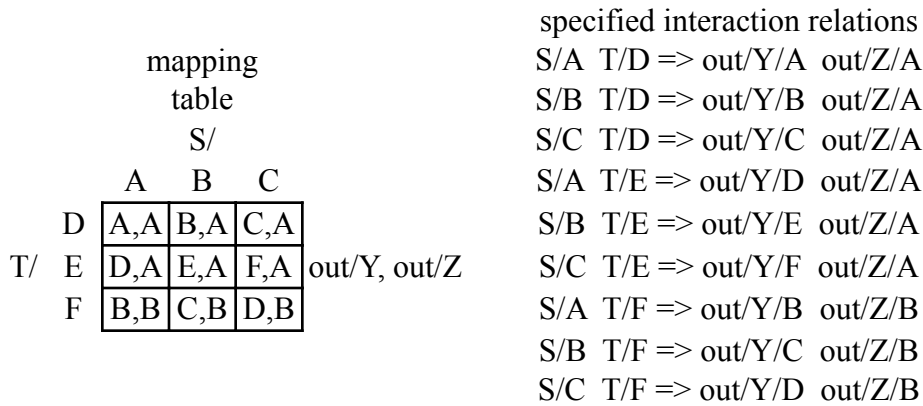 mapping
table
S/
A B C
D A,A B,A C,A
T/ E D,A E,A F,A out/Y, out/Z
F B,B C,B D,B
specified interaction relations
S/A T/D => out/Y/A out/Z/A
S/B T/D => out/Y/B out/Z/A
S/C T/D => out/Y/C out/Z/A
S/A T/E => out/Y/D out/Z/A
S/B T/E => out/Y/E out/Z/A
S/C T/E => out/Y/F out/Z/A
S/A T/F => out/Y/B out/Z/B
S/B T/F => out/Y/C out/Z/B
S/C T/F => out/Y/D out/Z/B